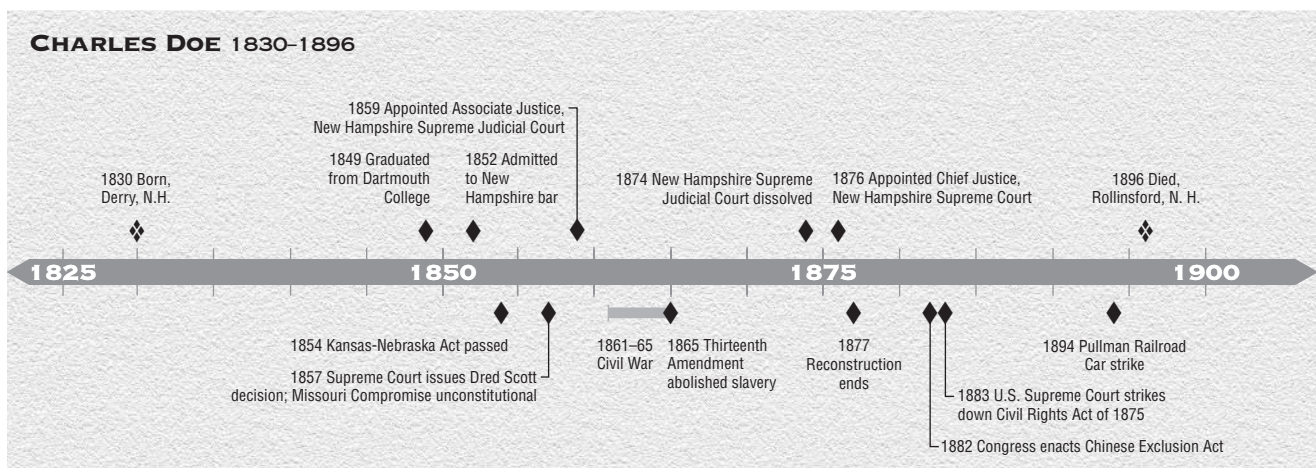 CHARLES DOE 1830–1896
1859 Appointed Associate Justice,
New Hampshire Supreme Judicial Court
1830 Born,
Derry, N.H.
1849 Graduated
from Dartmouth
College
1852 Admitted
to New
Hampshire bar
1874 New Hampshire Supreme
Judicial Court dissolved
1876 Appointed Chief Justice,
New Hampshire Supreme Court
1896 Died,
Rollinsford, N. H.
1825 1850 1875 1900
1854 Kansas-Nebraska Act passed
1857 Supreme Court issues Dred Scott
decision; Missouri Compromise unconstitutional
1861–65
Civil War
1865 Thirteenth
Amendment
abolished slavery
1877
Reconstruction
ends
1894 Pullman Railroad
Car strike
1883 U.S. Supreme Court strikes
down Civil Rights Act of 1875
1882 Congress enacts Chinese Exclusion Act